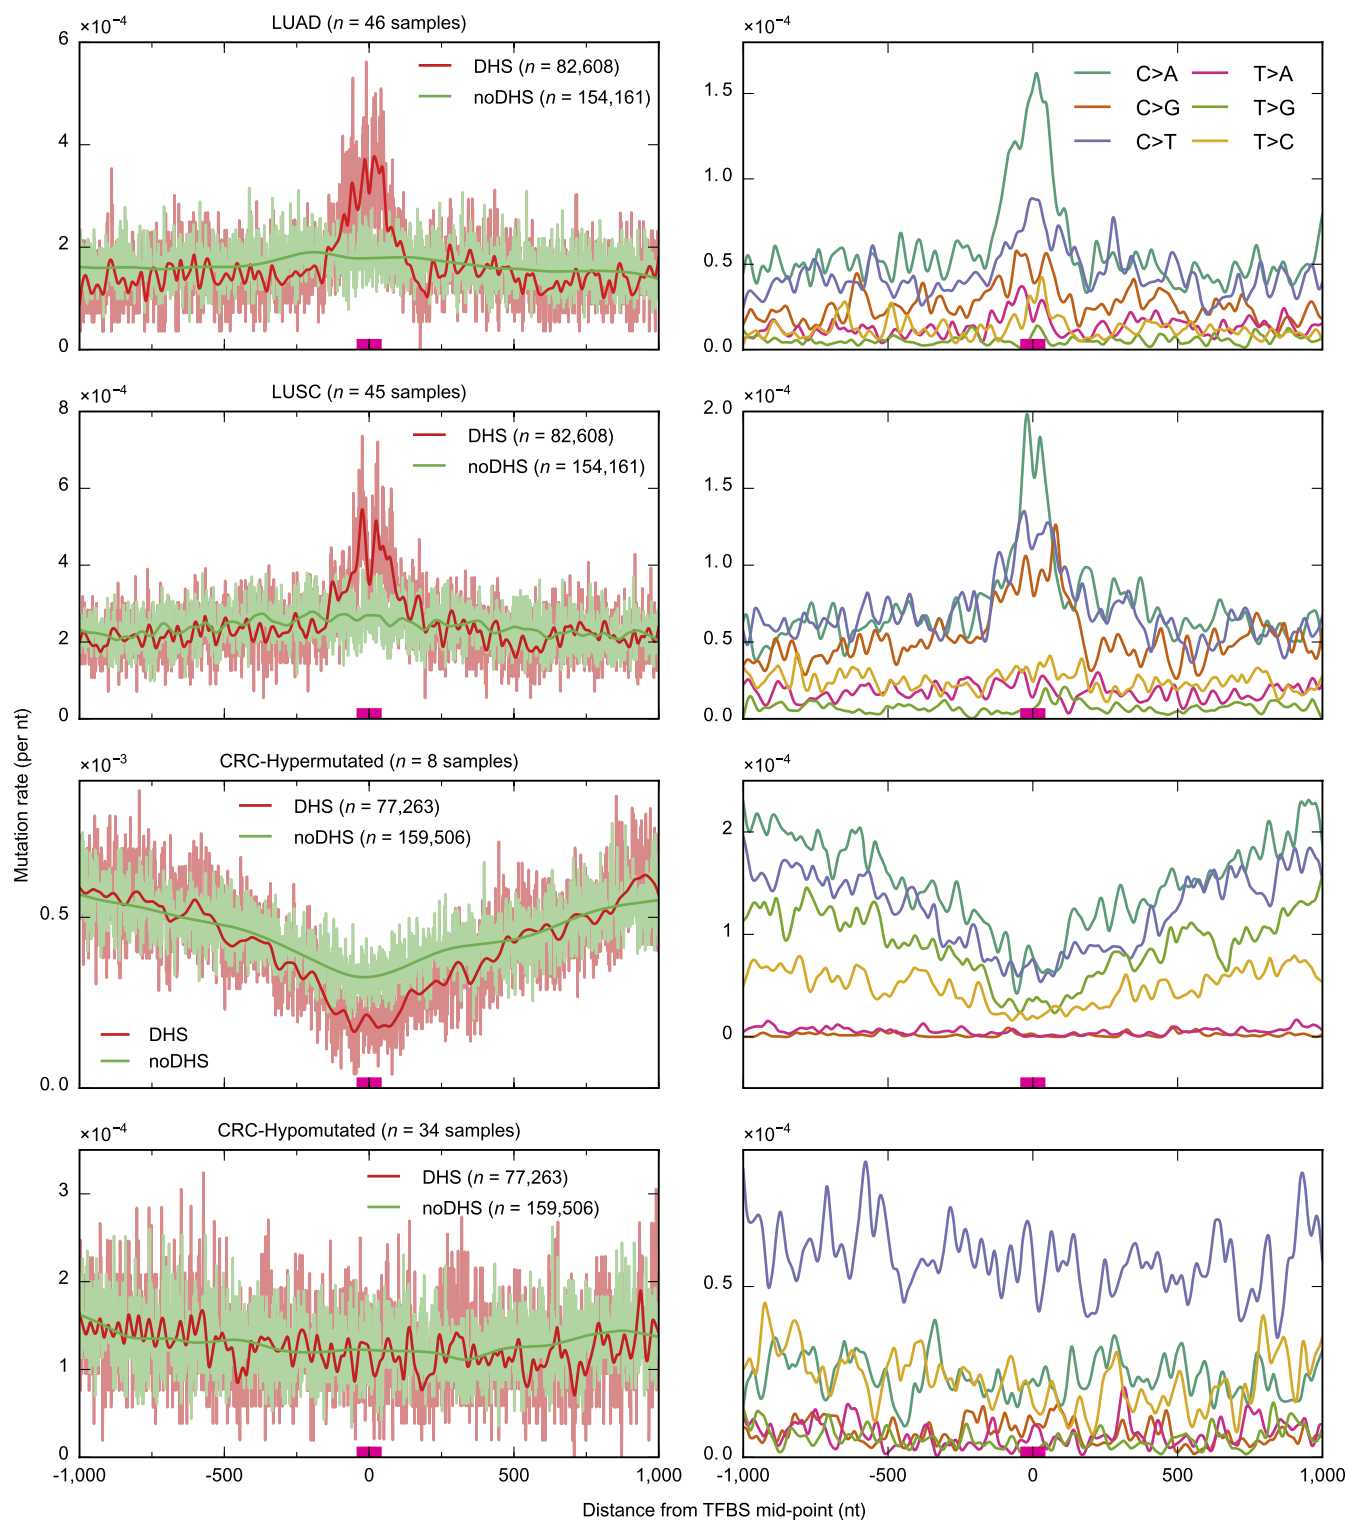 LUAD (n = 46 samples)
×10−4
6
4
2
0
DHS (n = 82,608)
noDHS (n = 154,161)
×10−4
1.5
1.0
0.5
0.0
C>A T>A
C>G T>G
C>T T>C
LUSC (n = 45 samples)
×10−4
8
6
4
2
0
DHS (n = 82,608)
noDHS (n = 154,161)
×10−4
2.0
1.5
1.0
0.5
0.0
Mutation rate (per nt)
CRC-Hypermutated (n = 8 samples)
×10−3
0.5
0.0
DHS (n = 77,263)
noDHS (n = 159,506)
DHS
noDHS
×10−4
2
1
0
CRC-Hypomutated (n = 34 samples)
×10−4
3
2
1
0
DHS (n = 77,263)
noDHS (n = 159,506)
-1,000 -500 0 500 1,000
×10−4
0.5
0.0
-1,000 -500 0 500 1,000
Distance from TFBS mid-point (nt)